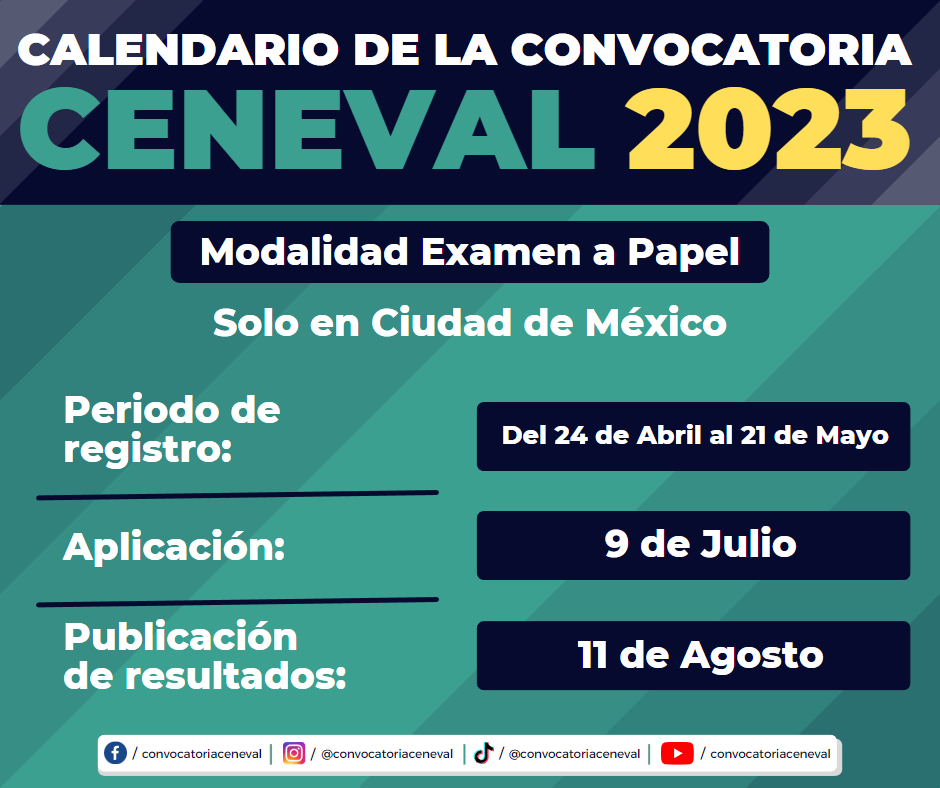 CALENDARIO DE LA CONVOCATORIA
CENEVAL 2023
Modalidad Examen a Papel
Solo en Ciudad de México
Periodo de
registro:
Del 24 de Abril al 21 de Mayo
Aplicación:
9 de Julio
Publicación
de resultados:
11 de Agosto
/ convocatoriaceneval | / @convocatoriaceneval | / @convocatoriaceneval | / convocatoriaceneval